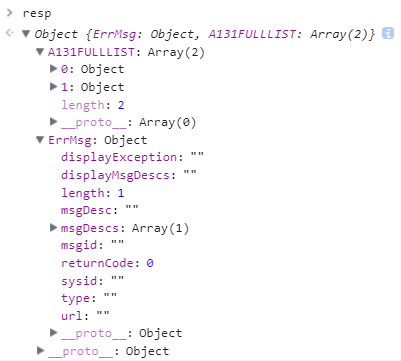 > resp
Object {ErrMsg: Object, A131FULLLIST: Array(2)} i
A131FULLLIST: Array(2)
0: Object
1: Object
length: 2
__proto__: Array(0)
ErrMsg: Object
displayException: ""
displayMsgDescs: ""
length: 1
msgDesc: ""
msgDescs: Array(1)
msgid: ""
returnCode: 0
sysid: ""
type: ""
url: ""
__proto__: Object
__proto__: Object